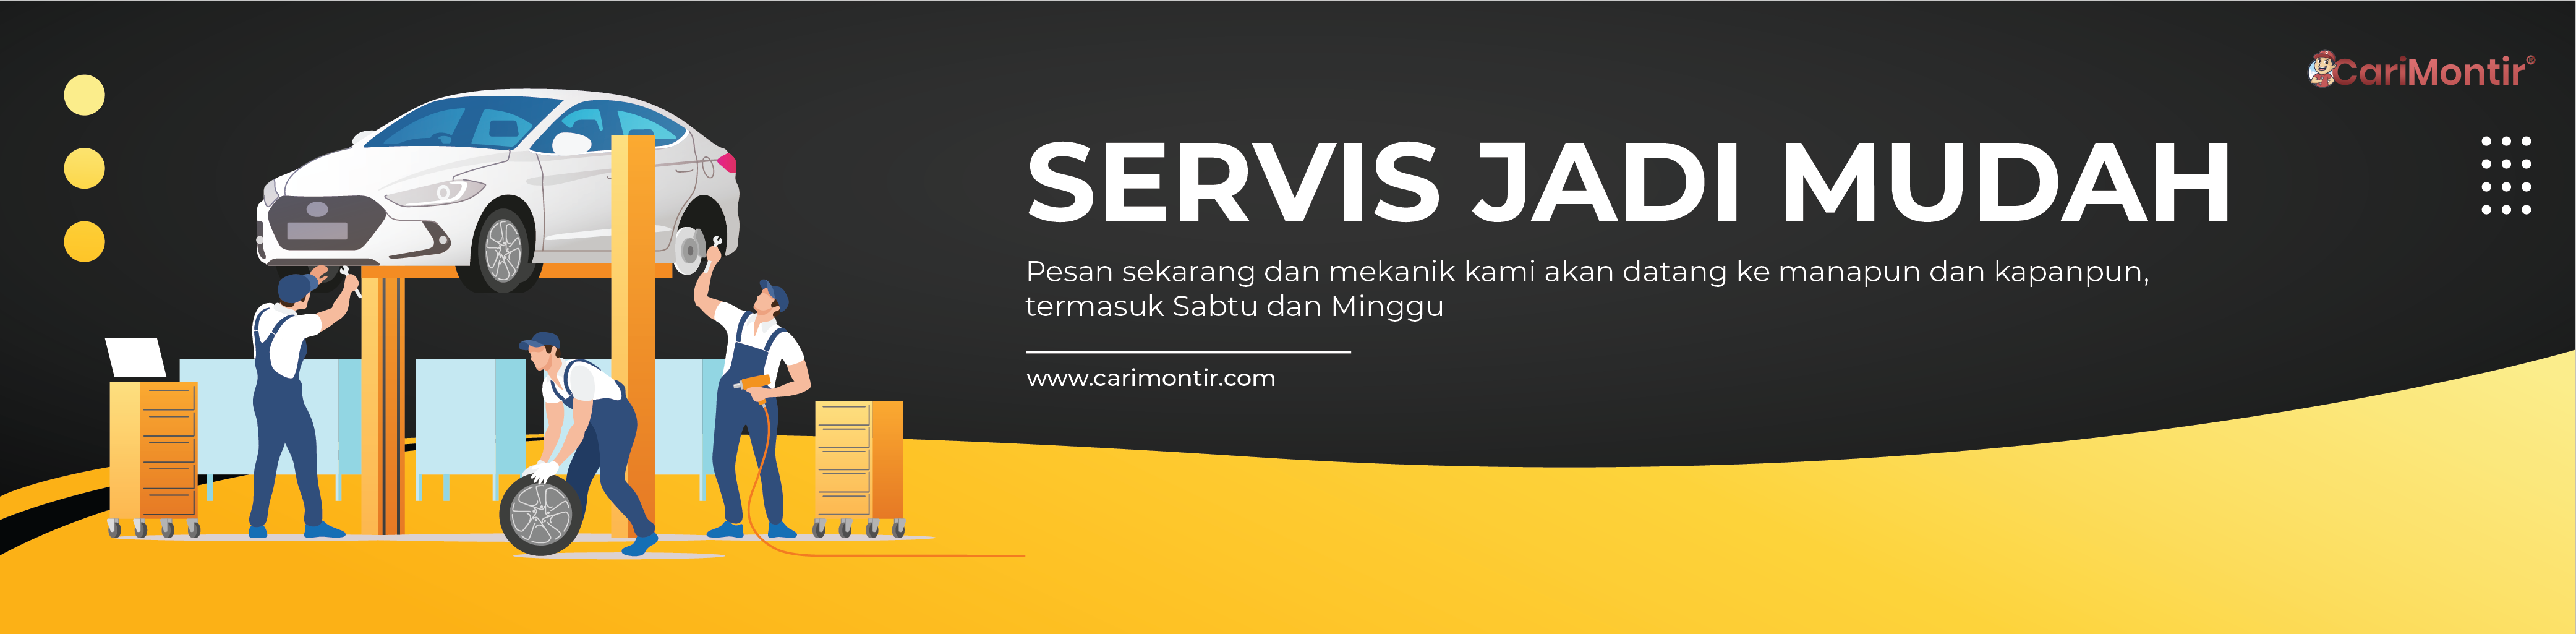 CariMontir
SERVIS JADI MUDAH
Pesan sekarang dan mekanik kami akan datang ke manapun dan kapanpun,
termasuk Sabtu dan Minggu
www.carimontir.com